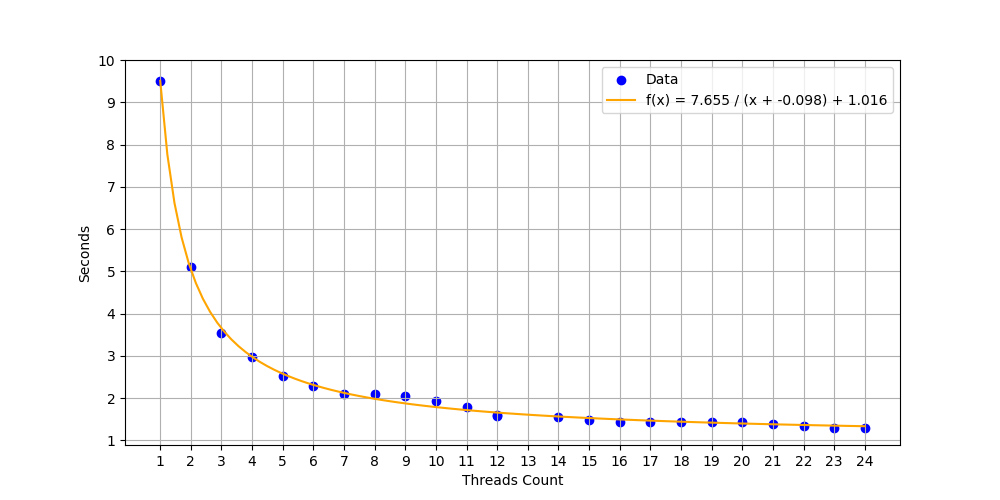 10
9
8
7
6
5
4
3
2
1
Seconds
Data
f(x) = 7.655 / (x + -0.098) + 1.016
1 2 3 4 5 6 7 8 9 10 11 12 13 14 15 16 17 18 19 20 21 22 23 24
Threads Count